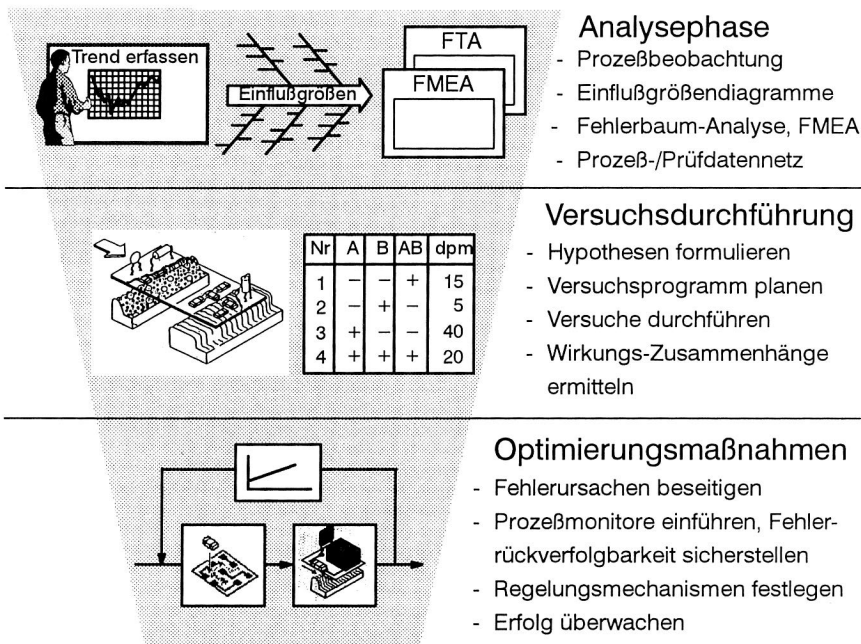 Trend erfassen
Einflußgrößen
FTA
FMEA
Analysephase
- Prozeßbeobachtung
- Einflußgrößendiagramme
- Fehlerbaum-Analyse, FMEA
- Prozeß-/Prüfdatennetz
Nr A B AB dpm
1 – – + 15
2 – + – 5
3 + – – 40
4 + + + 20
Versuchsdurchführung
- Hypothesen formulieren
- Versuchsprogramm planen
- Versuche durchführen
- Wirkungs-Zusammenhänge
ermitteln
Optimierungsmaßnahmen
- Fehlerursachen beseitigen
- Prozeßmonitore einführen, Fehler-
rückverfolgbarkeit sicherstellen
- Regelungsmechanismen festlegen
- Erfolg überwachen